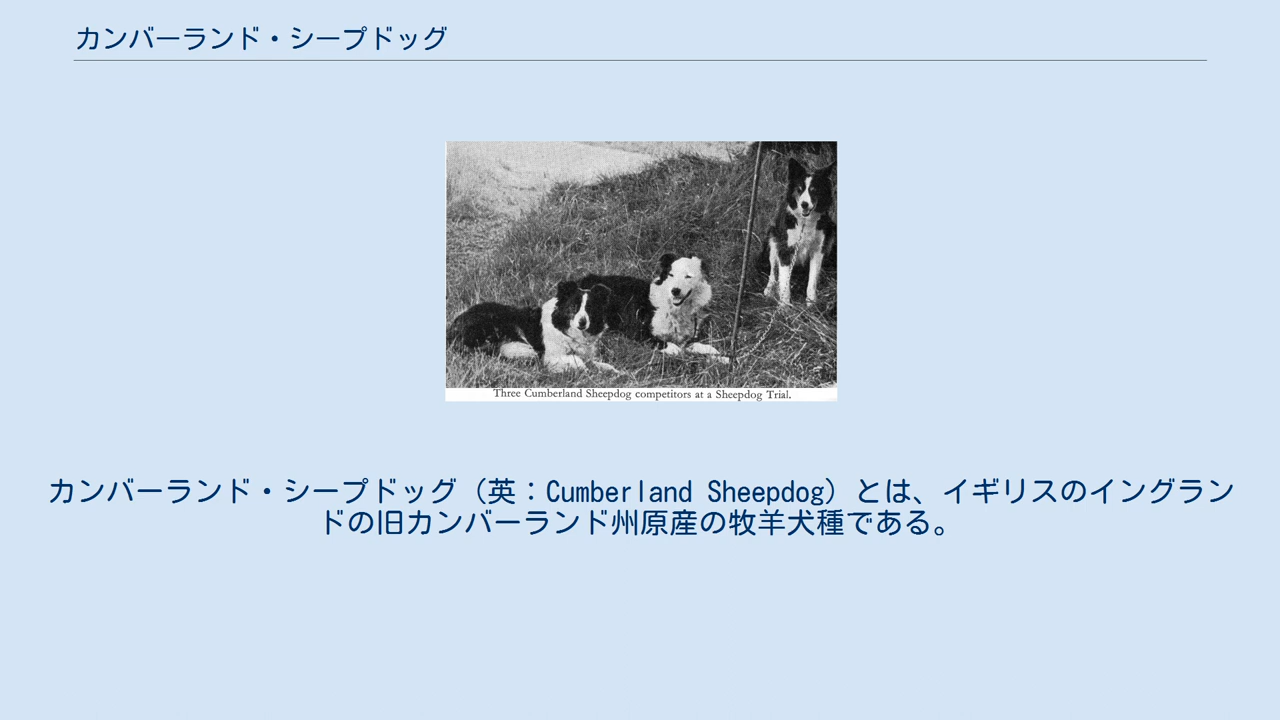 カンバーランド・シープドッグ
Three Cumberland Sheepdog competitors at a Sheepdog Trial.
カンバーランド・シープドッグ（英：Cumberland Sheepdog）とは、イギリスのイングラン
ドの旧カンバーランド州原産の牧羊犬種である。